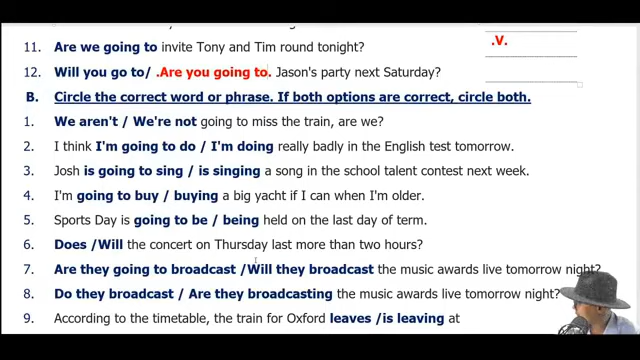 11. Are we going to invite Tony and Tim round tonight?
.V.
12. Will you go to/ .Are you going to. Jason's party next Saturday?
B. Circle the correct word or phrase. If both options are correct, circle both.
1. We aren't / We're not going to miss the train, are we?
2. I think I'm going to do / I'm doing really badly in the English test tomorrow.
3. Josh is going to sing / is singing a song in the school talent contest next week.
4. I'm going to buy / buying a big yacht if I can when I'm older.
5. Sports Day is going to be / being held on the last day of term.
6. Does /Will the concert on Thursday last more than two hours?
7. Are they going to broadcast /Will they broadcast the music awards live tomorrow night?
8. Do they broadcast / Are they broadcasting the music awards live tomorrow night?
9. According to the timetable, the train for Oxford leaves /is leaving at